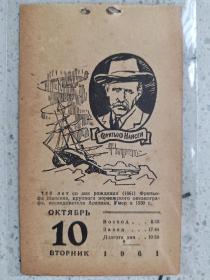 ФРИТЬОФ НАНСЕН
100 лет со дня рождения (1861) Фритьо-
фа Нансена, крупного норвежского океаногра-
фа, исследователя Арктики. Умер в 1930 г.
ОКТЯБРЬ
10
ВТОРНИК
Восход
Заход
Долгота дня
1961